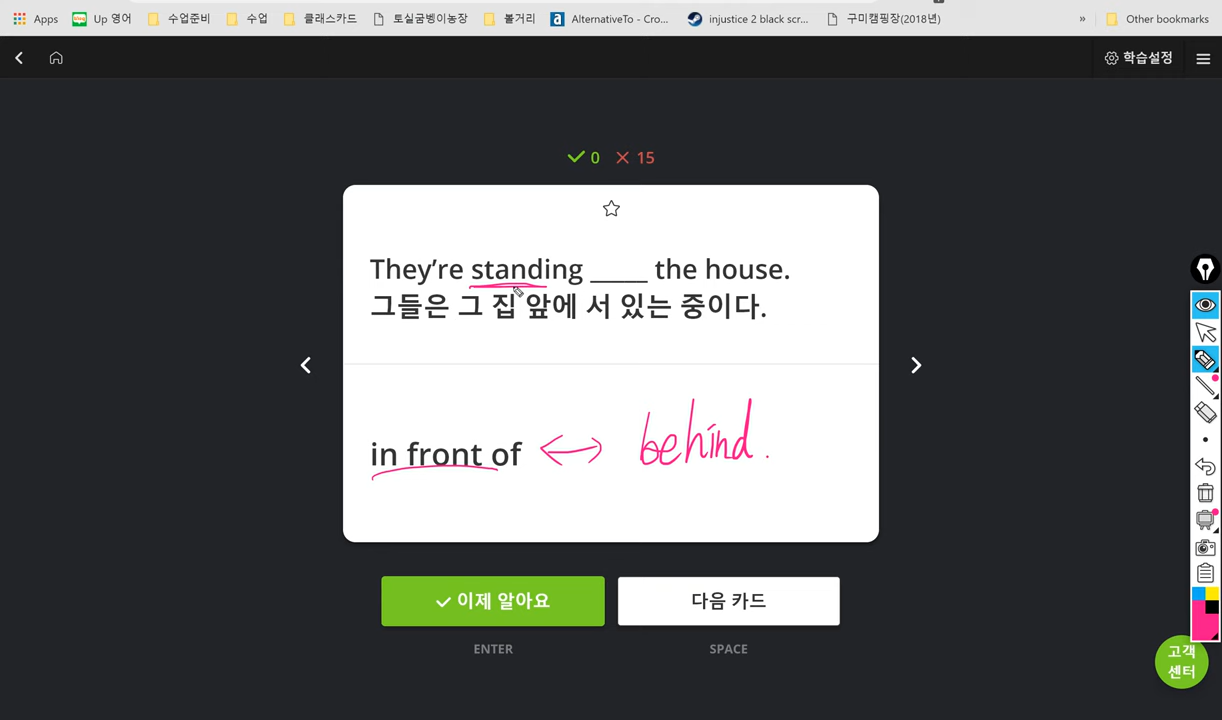 Apps Up 영어 수업준비 수업 클래스카드 토실굼벵이농장 볼거리 AlternativeTo - Cro... injustice 2 black scr... 구미캠핑장(2018년) » Other bookmarks
학습설정
0 15
They're standing _____ the house.
그들은 그 집 앞에 서 있는 중이다.
in front of behind.
이제 알아요 다음 카드
ENTER SPACE
고객
센터